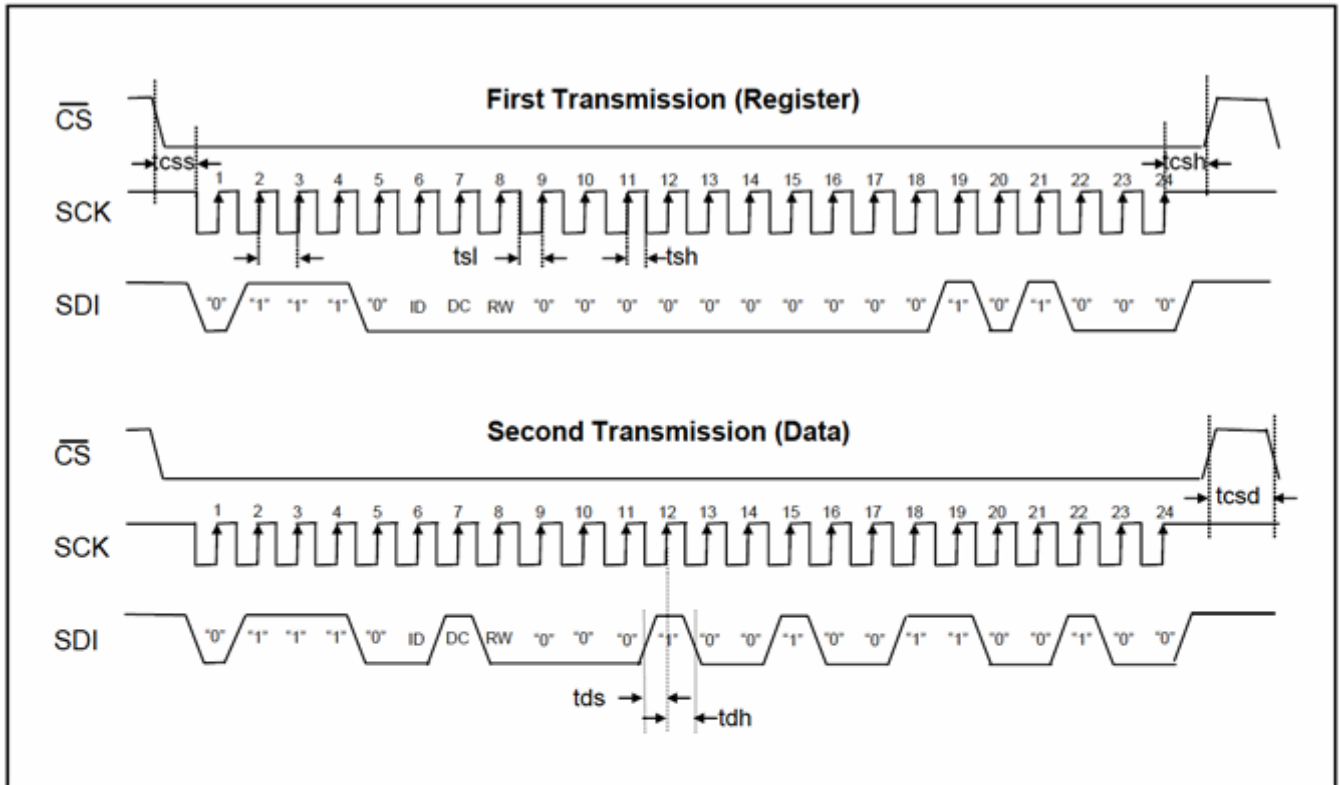 First Transmission (Register)
CS
tcss
tcsh
1 2 3 4 5 6 7 8 9 10 11 12 13 14 15 16 17 18 19 20 21 22 23 24
SCK
tsl
tsh
SDI
"0" "1" "1" "1" "0" ID DC RW "0" "0" "0" "0" "0" "0" "0" "0" "0" "0" "1" "0" "1" "0" "0" "0"
Second Transmission (Data)
CS
tcsd
1 2 3 4 5 6 7 8 9 10 11 12 13 14 15 16 17 18 19 20 21 22 23 24
SCK
SDI
"0" "1" "1" "1" "0" ID DC RW "0" "0" "0" "1" "0" "0" "1" "0" "0" "1" "1" "0" "0" "1" "0" "0"
tds
tdh